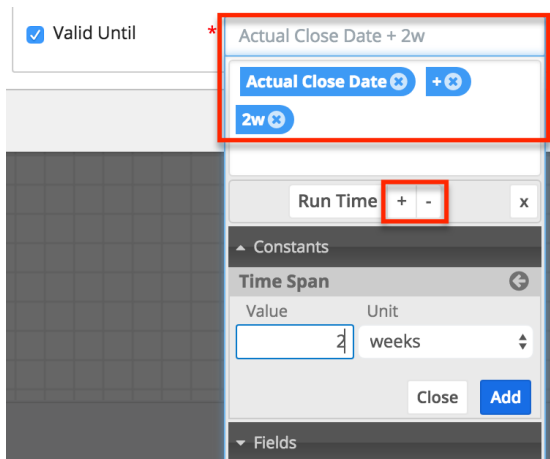 Valid Until * Actual Close Date + 2w
Actual Close Date +
2w
Run Time + - x
Constants
Time Span
Value Unit
2 weeks
Close Add
Fields